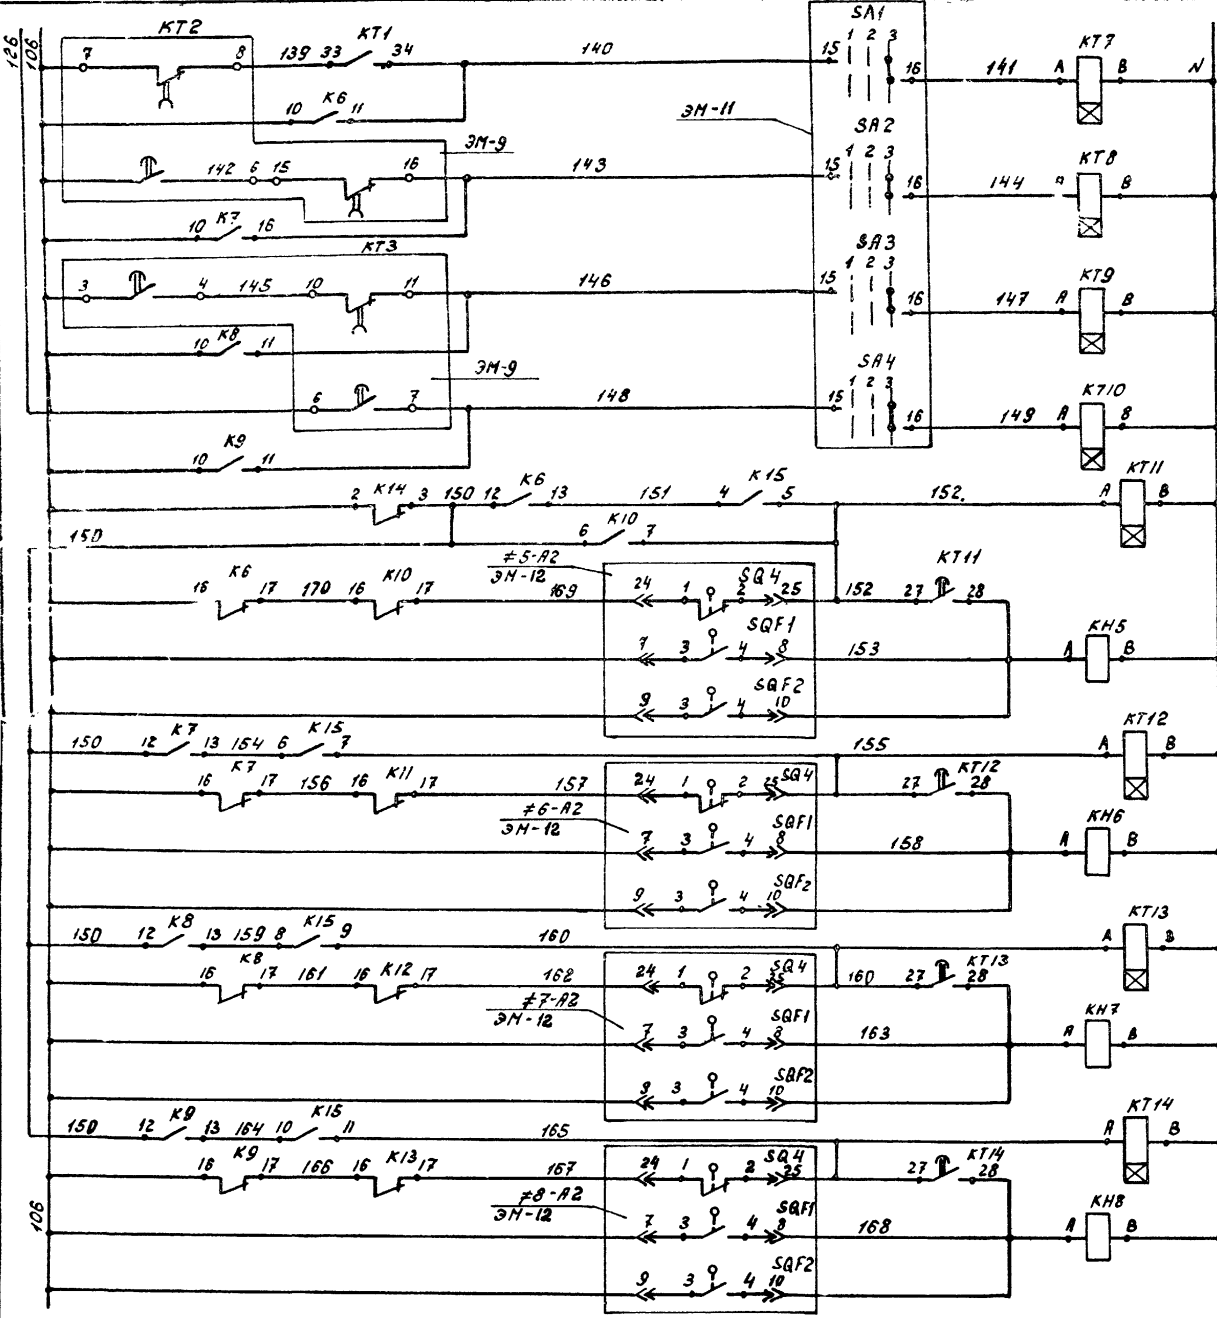 126 106 KT2 SA1
7 8 139 33 KT1 34 140 15 1 2 3 16 141 A KT7 B N
10 K6 11 ЭМ-11 SA2
ЭМ-9
142 6 15 16 143 15 1 2 3 16 144 KT8 B
10 K7 16 KT3 SA3
3 4 145 10 11 146 15 1 2 3 16 147 A KT9 B
10 K8 11 SA4
ЭМ-9
6 7 148 15 1 2 3 16 149 A KT10 B
10 K9 11
2 K14 3 150 12 K6 13 151 4 K15 5 152. A KT11 B
150 6 K10 7
≠5-A2
ЭМ-12
16 K6 17 170 16 K10 17 169 24 1 SQ4 2 25 152 27 KT11 28
7 3 SQF1 4 8 153 A KH5 B
9 3 SQF2 4 10
150 12 K7 13 154 6 K15 7 155 A KT12 B
16 K7 17 156 16 K11 17 157 24 1 2 25 SQ4 27 KT12 28
≠6-A2
ЭМ-12
7 3 4 SQF1 8 158 A KH6 B
9 3 4 SQF2 10
150 12 K8 13 159 8 K15 9 160 A KT13 B
16 K8 17 161 16 K12 17 162 24 1 2 SQ4 25 160 27 KT13 28
≠7-A2
ЭМ-12
7 3 4 SQF1 8 163 A KH7 B
9 3 4 SQF2 10
150 12 K9 13 164 10 K15 11 165 A KT14 B
16 K9 17 166 16 K13 17 167 24 1 2 SQ4 25 27 KT14 28
≠8-A2
ЭМ-12
106 7 3 4 SQF1 8 168 A KH8 B
9 3 4 SQF2 10